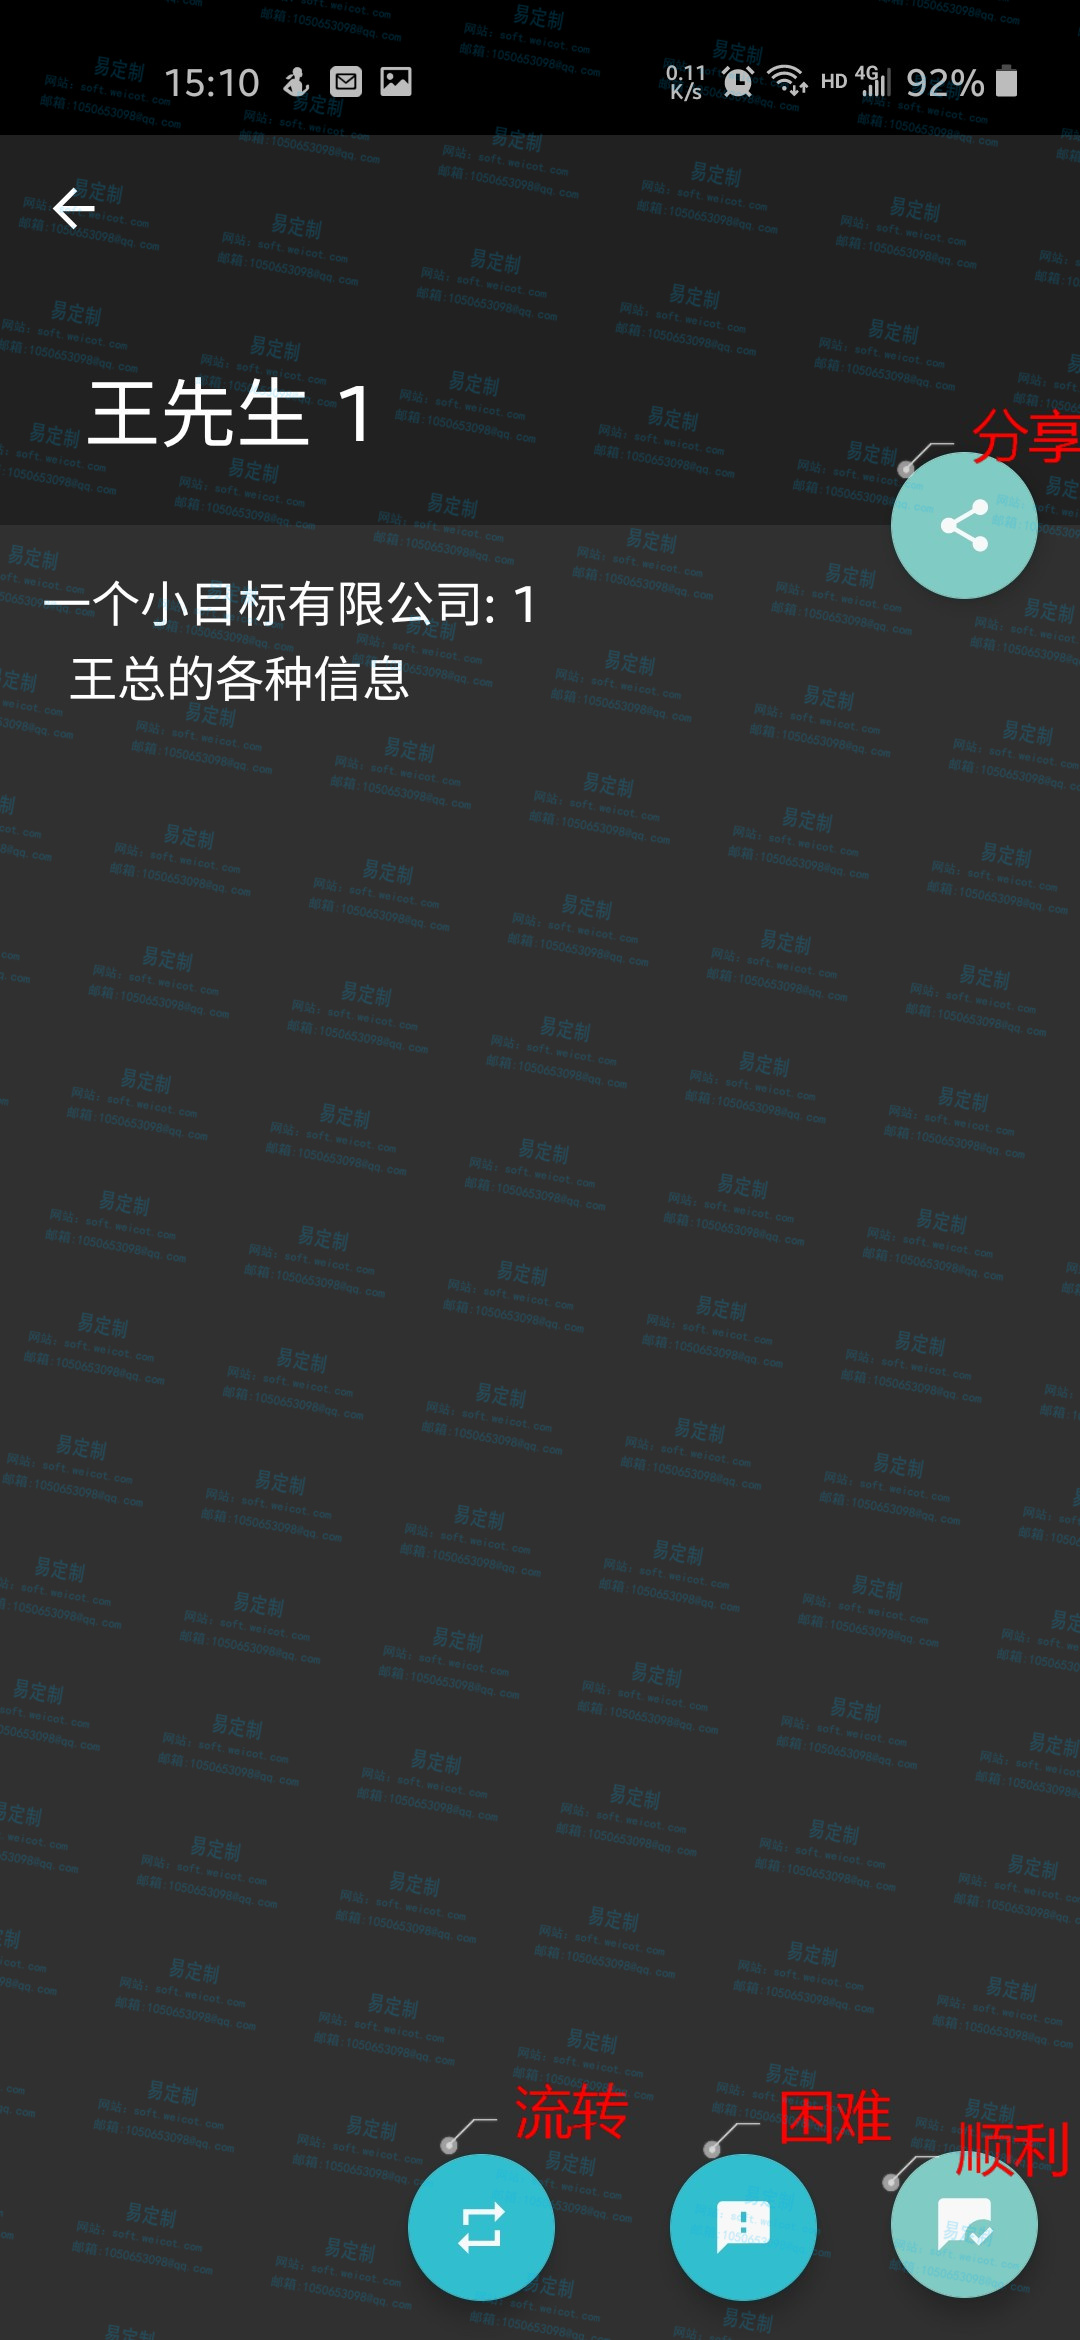 15:10
0.11
K/s
HD 4G 92%
王先生 1
分享
一个小目标有限公司: 1
王总的各种信息
流转
困难
顺利
易定制
网站: soft.weicot.com
邮箱:1050653098@qq.com